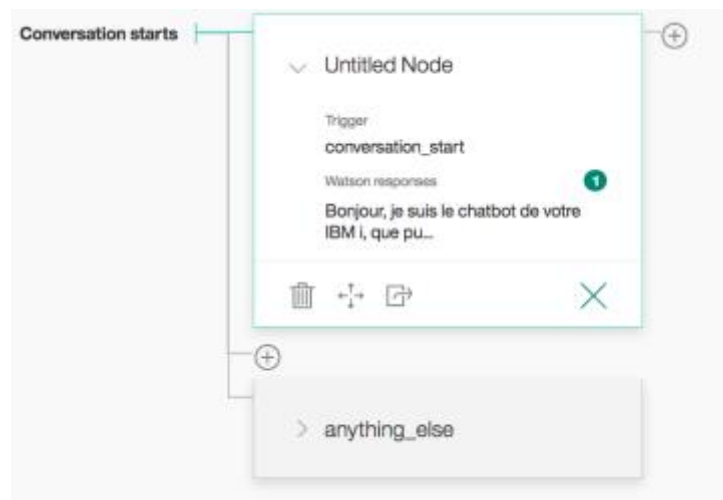 Conversation starts
Untitled Node
Trigger
conversation_start
Watson responses
1
Bonjour, je suis le chatbot de votre
IBM i, que pu...
anything_else